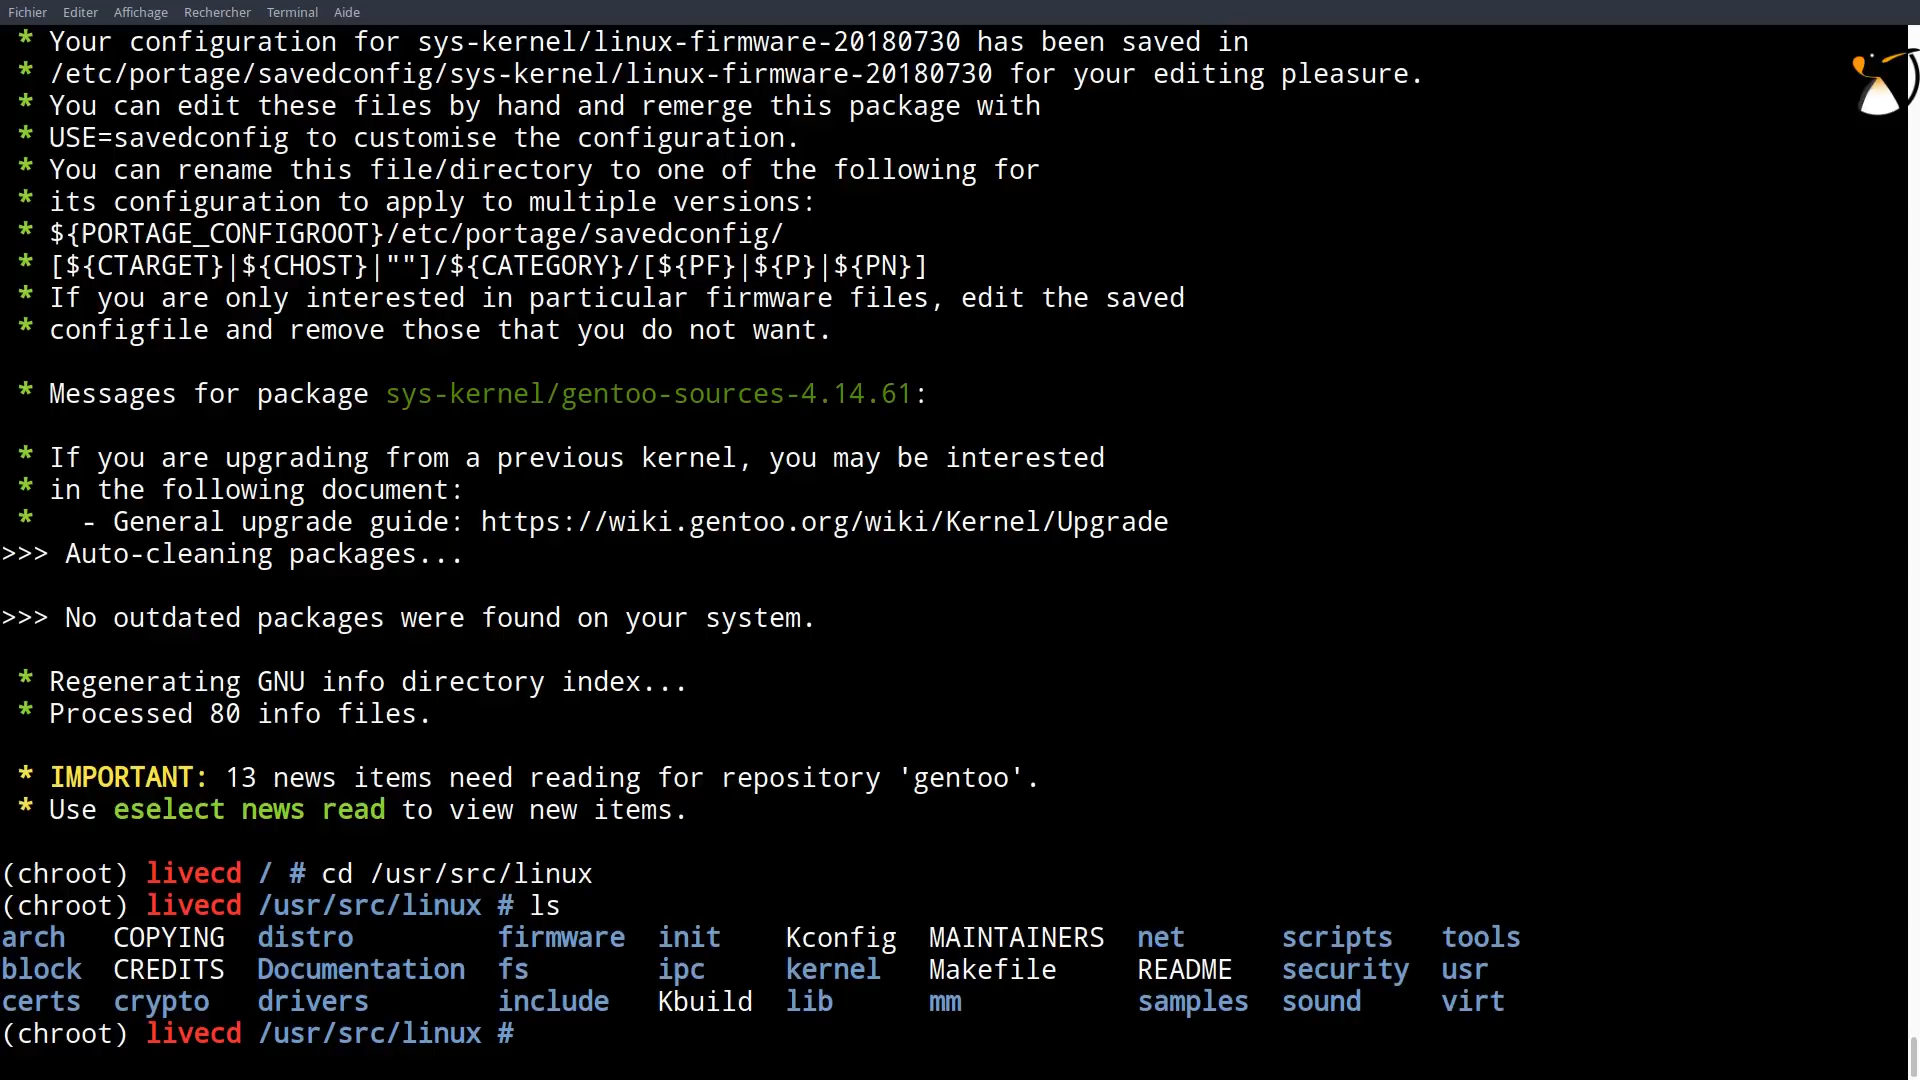 Fichier Editer Affichage Rechercher Terminal Aide
* Your configuration for sys-kernel/linux-firmware-20180730 has been saved in
* /etc/portage/savedconfig/sys-kernel/linux-firmware-20180730 for your editing pleasure.
* You can edit these files by hand and remerge this package with
* USE=savedconfig to customise the configuration.
* You can rename this file/directory to one of the following for
* its configuration to apply to multiple versions:
* ${PORTAGE_CONFIGROOT}/etc/portage/savedconfig/
* [${CTARGET}|${CHOST}|""]/${CATEGORY}/[${PF}|${P}|${PN}]
* If you are only interested in particular firmware files, edit the saved
* configfile and remove those that you do not want.
* Messages for package sys-kernel/gentoo-sources-4.14.61:
* If you are upgrading from a previous kernel, you may be interested
* in the following document:
*   - General upgrade guide: https://wiki.gentoo.org/wiki/Kernel/Upgrade
>>> Auto-cleaning packages...
>>> No outdated packages were found on your system.
* Regenerating GNU info directory index...
* Processed 80 info files.
* IMPORTANT: 13 news items need reading for repository 'gentoo'.
* Use eselect news read to view new items.
(chroot) livecd / # cd /usr/src/linux
(chroot) livecd /usr/src/linux # ls
arch COPYING distro firmware init Kconfig MAINTAINERS net scripts tools
block CREDITS Documentation fs ipc kernel Makefile README security usr
certs crypto drivers include Kbuild lib mm samples sound virt
(chroot) livecd /usr/src/linux #